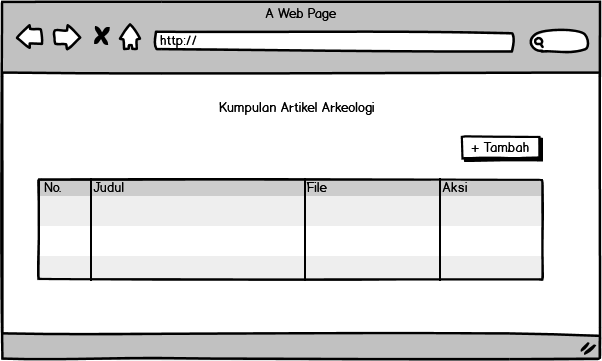 A Web Page
http://
Kumpulan Artikel Arkeologi
+ Tambah
No. Judul File Aksi